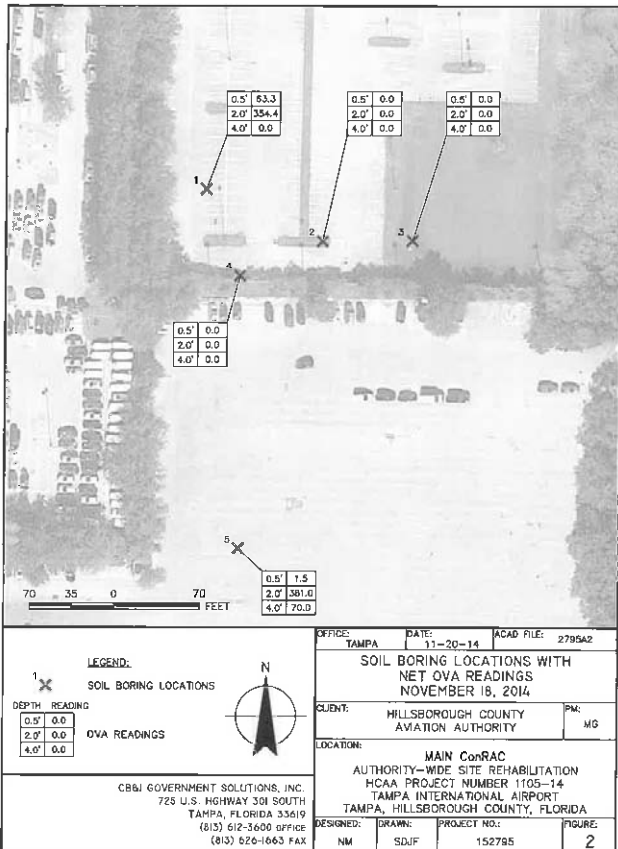 0.5' 53.3
2.0' 354.4
4.0' 0.0
0.5' 0.0
2.0' 0.0
4.0' 0.0
0.5' 0.0
2.0' 0.0
4.0' 0.0
1
2
3
4
0.5' 0.0
2.0' 0.0
4.0' 0.0
5
0.5' 1.5
2.0' 381.0
4.0' 70.0
70 35 0 70
FEET
LEGEND:
1
SOIL BORING LOCATIONS
DEPTH READING
0.5' 0.0
2.0' 0.0
4.0' 0.0
OVA READINGS
N
CB&I GOVERNMENT SOLUTIONS, INC.
725 U.S. HIGHWAY 301 SOUTH
TAMPA, FLORIDA 33619
(813) 612-3600 OFFICE
(813) 626-1663 FAX
OFFICE: TAMPA
DATE: 11-20-14
ACAD FILE: 2795A2
SOIL BORING LOCATIONS WITH
NET OVA READINGS
NOVEMBER 18, 2014
CLIENT:
HILLSBOROUGH COUNTY
AVIATION AUTHORITY
PM:
MG
LOCATION:
MAIN ConRAC
AUTHORITY-WIDE SITE REHABILITATION
HCAA PROJECT NUMBER 1105-14
TAMPA INTERNATIONAL AIRPORT
TAMPA, HILLSBOROUGH COUNTY, FLORIDA
DESIGNED: NM
DRAWN: SDJF
PROJECT NO.: 152795
FIGURE: 2